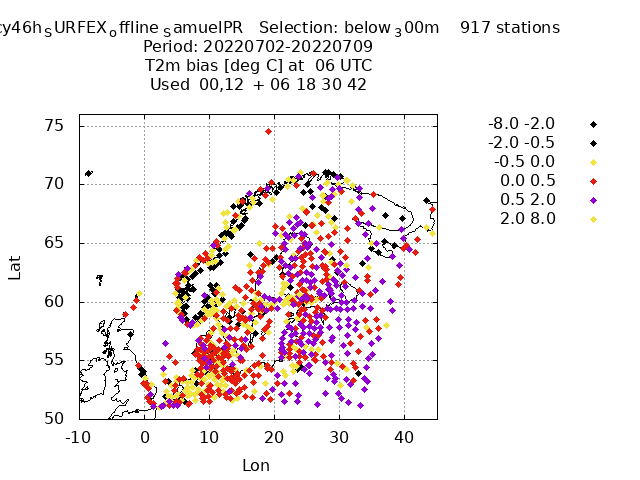 cy46h_SURFEX_offline_SamuelPR Selection: below_300m 917 stations
Period: 20220702-20220709
T2m bias [deg C] at 06 UTC
Used 00,12 + 06 18 30 42
-8.0 -2.0
-2.0 -0.5
-0.5 0.0
0.0 0.5
0.5 2.0
2.0 8.0
75
70
65
60
55
50
Lat
-10 0 10 20 30 40
Lon